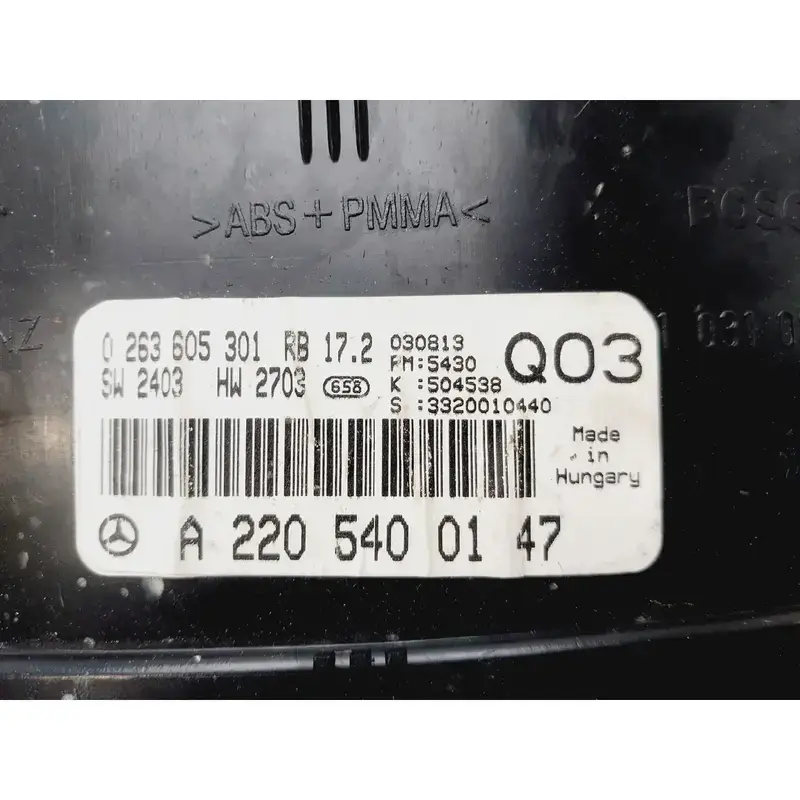 >ABS+PMMA<
0 263 605 301 RB 17.2 030813 Q03
PM:5430
SW 2403 HW 2703 658 K :504538
S :3320010440
Made
in
Hungary
A 220 540 01 47